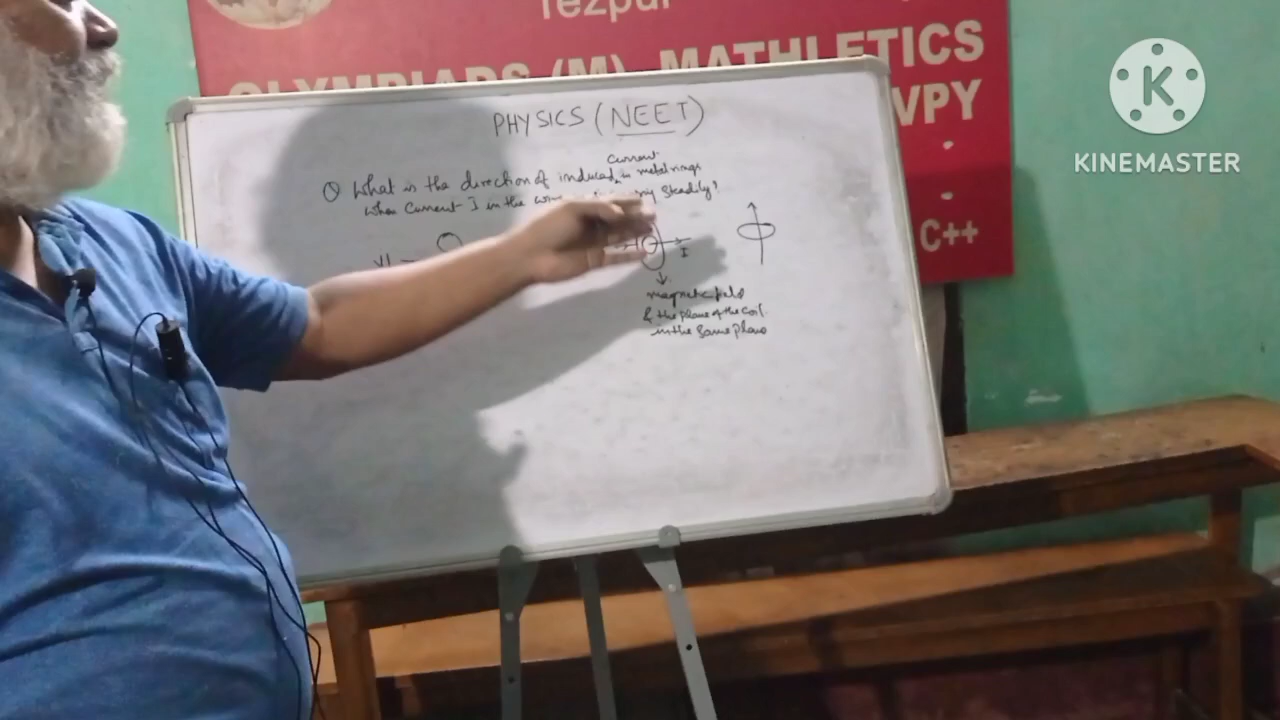 Tezpur
OLYMPIADS (M), MATHLETICS
VPY
C++
KINEMASTER
PHYSICS (NEET)
current
Q What is the direction of induced in metal rings
when current I in the steadily?
I
magnetic field
& the plane of the coil
in the same plane